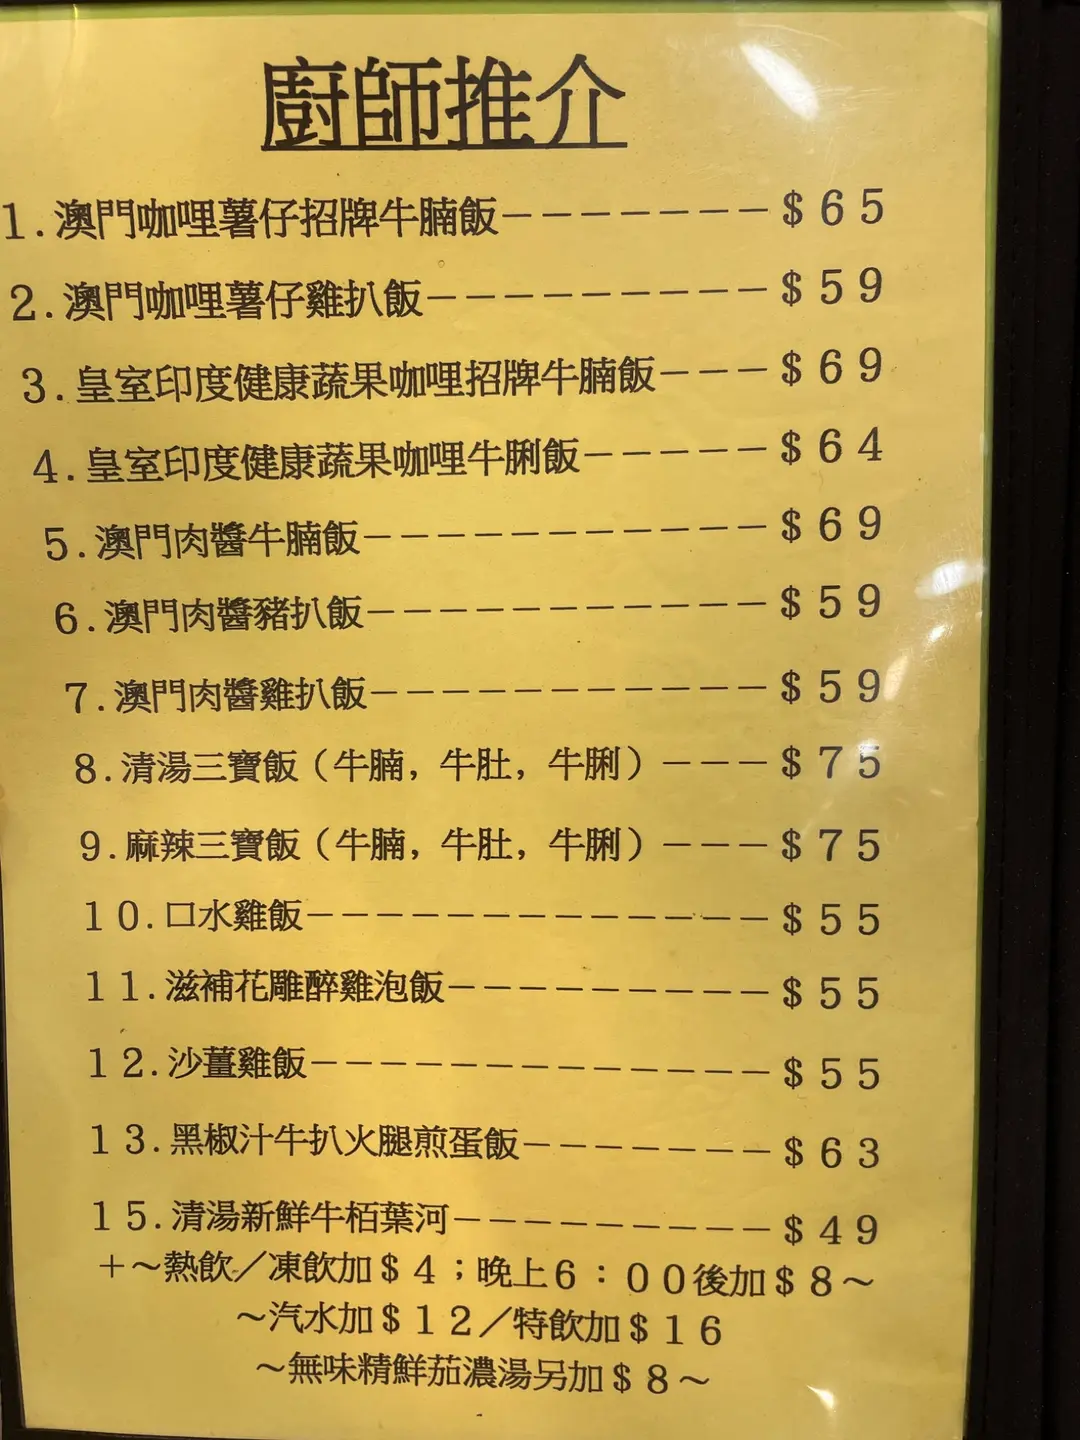 廚師推介
1.澳門咖哩薯仔招牌牛腩飯－－－－－－－$65
2.澳門咖哩薯仔雞扒飯－－－－－－－－－$59
3.皇室印度健康蔬果咖哩招牌牛腩飯－－－$69
4.皇室印度健康蔬果咖哩牛脷飯－－－－－$64
5.澳門肉醬牛腩飯－－－－－－－－－－－$69
6.澳門肉醬豬扒飯－－－－－－－－－－－$59
7.澳門肉醬雞扒飯－－－－－－－－－－－$59
8.清湯三寶飯（牛腩，牛肚，牛脷）－－－$75
9.麻辣三寶飯（牛腩，牛肚，牛脷）－－－$75
10.口水雞飯－－－－－－－－－－－－－$55
11.滋補花雕醉雞泡飯－－－－－－－－－$55
12.沙薑雞飯－－－－－－－－－－－－－$55
13.黑椒汁牛扒火腿煎蛋飯－－－－－－－$63
15.清湯新鮮牛栢葉河－－－－－－－－－$49
＋～熱飲／凍飲加$4；晚上6：00後加$8～
～汽水加$12／特飲加$16
～無味精鮮茄濃湯另加$8～